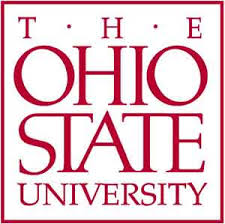 T · H · E
OHIO
STATE
UNIVERSITY